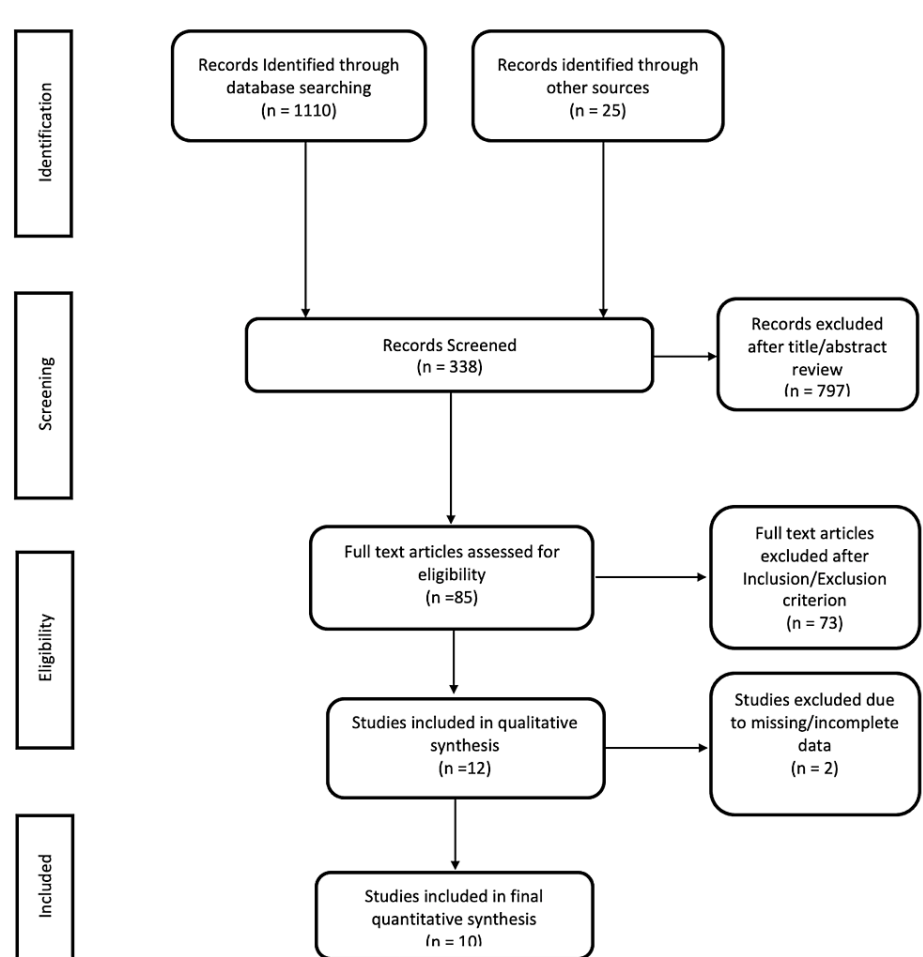 Identification
Records Identified through
database searching
(n = 1110)
Records identified through
other sources
(n = 25)
Screening
Records Screened
(n = 338)
Records excluded
after title/abstract
review
(n = 797)
Eligibility
Full text articles assessed for
eligibility
(n =85)
Full text articles
excluded after
Inclusion/Exclusion
criterion
(n = 73)
Studies included in qualitative
synthesis
(n =12)
Studies excluded due
to missing/incomplete
data
(n = 2)
Included
Studies included in final
quantitative synthesis
(n = 10)